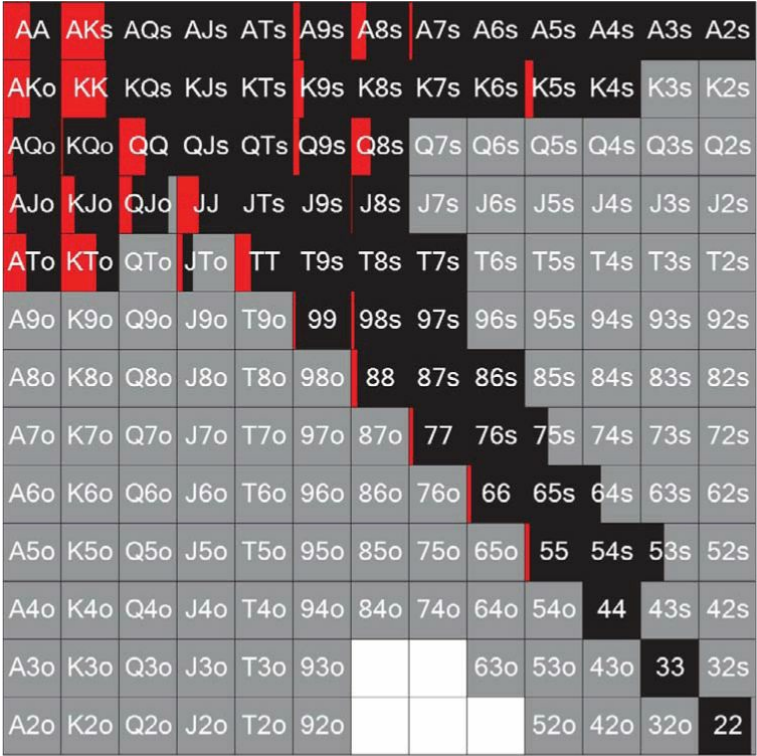 AA AKs AQs AJs ATs A9s A8s A7s A6s A5s A4s A3s A2s
AKo KK KQs KJs KTs K9s K8s K7s K6s K5s K4s K3s K2s
AQo KQo QQ QJs QTs Q9s Q8s Q7s Q6s Q5s Q4s Q3s Q2s
AJo KJo QJo JJ JTs J9s J8s J7s J6s J5s J4s J3s J2s
ATo KTo QTo JTo TT T9s T8s T7s T6s T5s T4s T3s T2s
A9o K9o Q9o J9o T9o 99 98s 97s 96s 95s 94s 93s 92s
A8o K8o Q8o J8o T8o 98o 88 87s 86s 85s 84s 83s 82s
A7o K7o Q7o J7o T7o 97o 87o 77 76s 75s 74s 73s 72s
A6o K6o Q6o J6o T6o 96o 86o 76o 66 65s 64s 63s 62s
A5o K5o Q5o J5o T5o 95o 85o 75o 65o 55 54s 53s 52s
A4o K4o Q4o J4o T4o 94o 84o 74o 64o 54o 44 43s 42s
A3o K3o Q3o J3o T3o 93o 63o 53o 43o 33 32s
A2o K2o Q2o J2o T2o 92o 52o 42o 32o 22